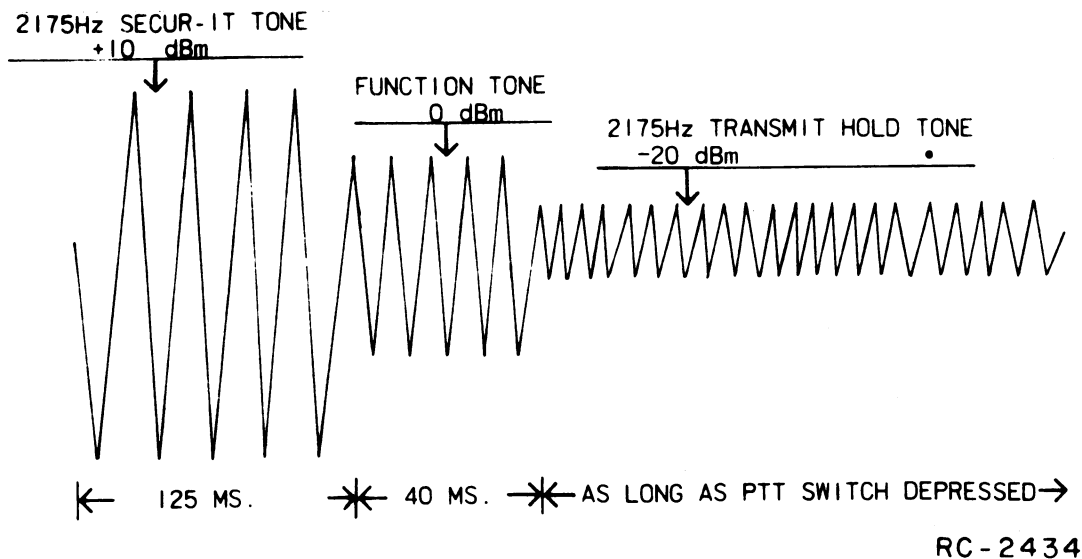 2175Hz SECUR-IT TONE
+10 dBm
FUNCTION TONE
0 dBm
2175Hz TRANSMIT HOLD TONE
-20 dBm
125 MS.
40 MS.
AS LONG AS PTT SWITCH DEPRESSED
RC-2434